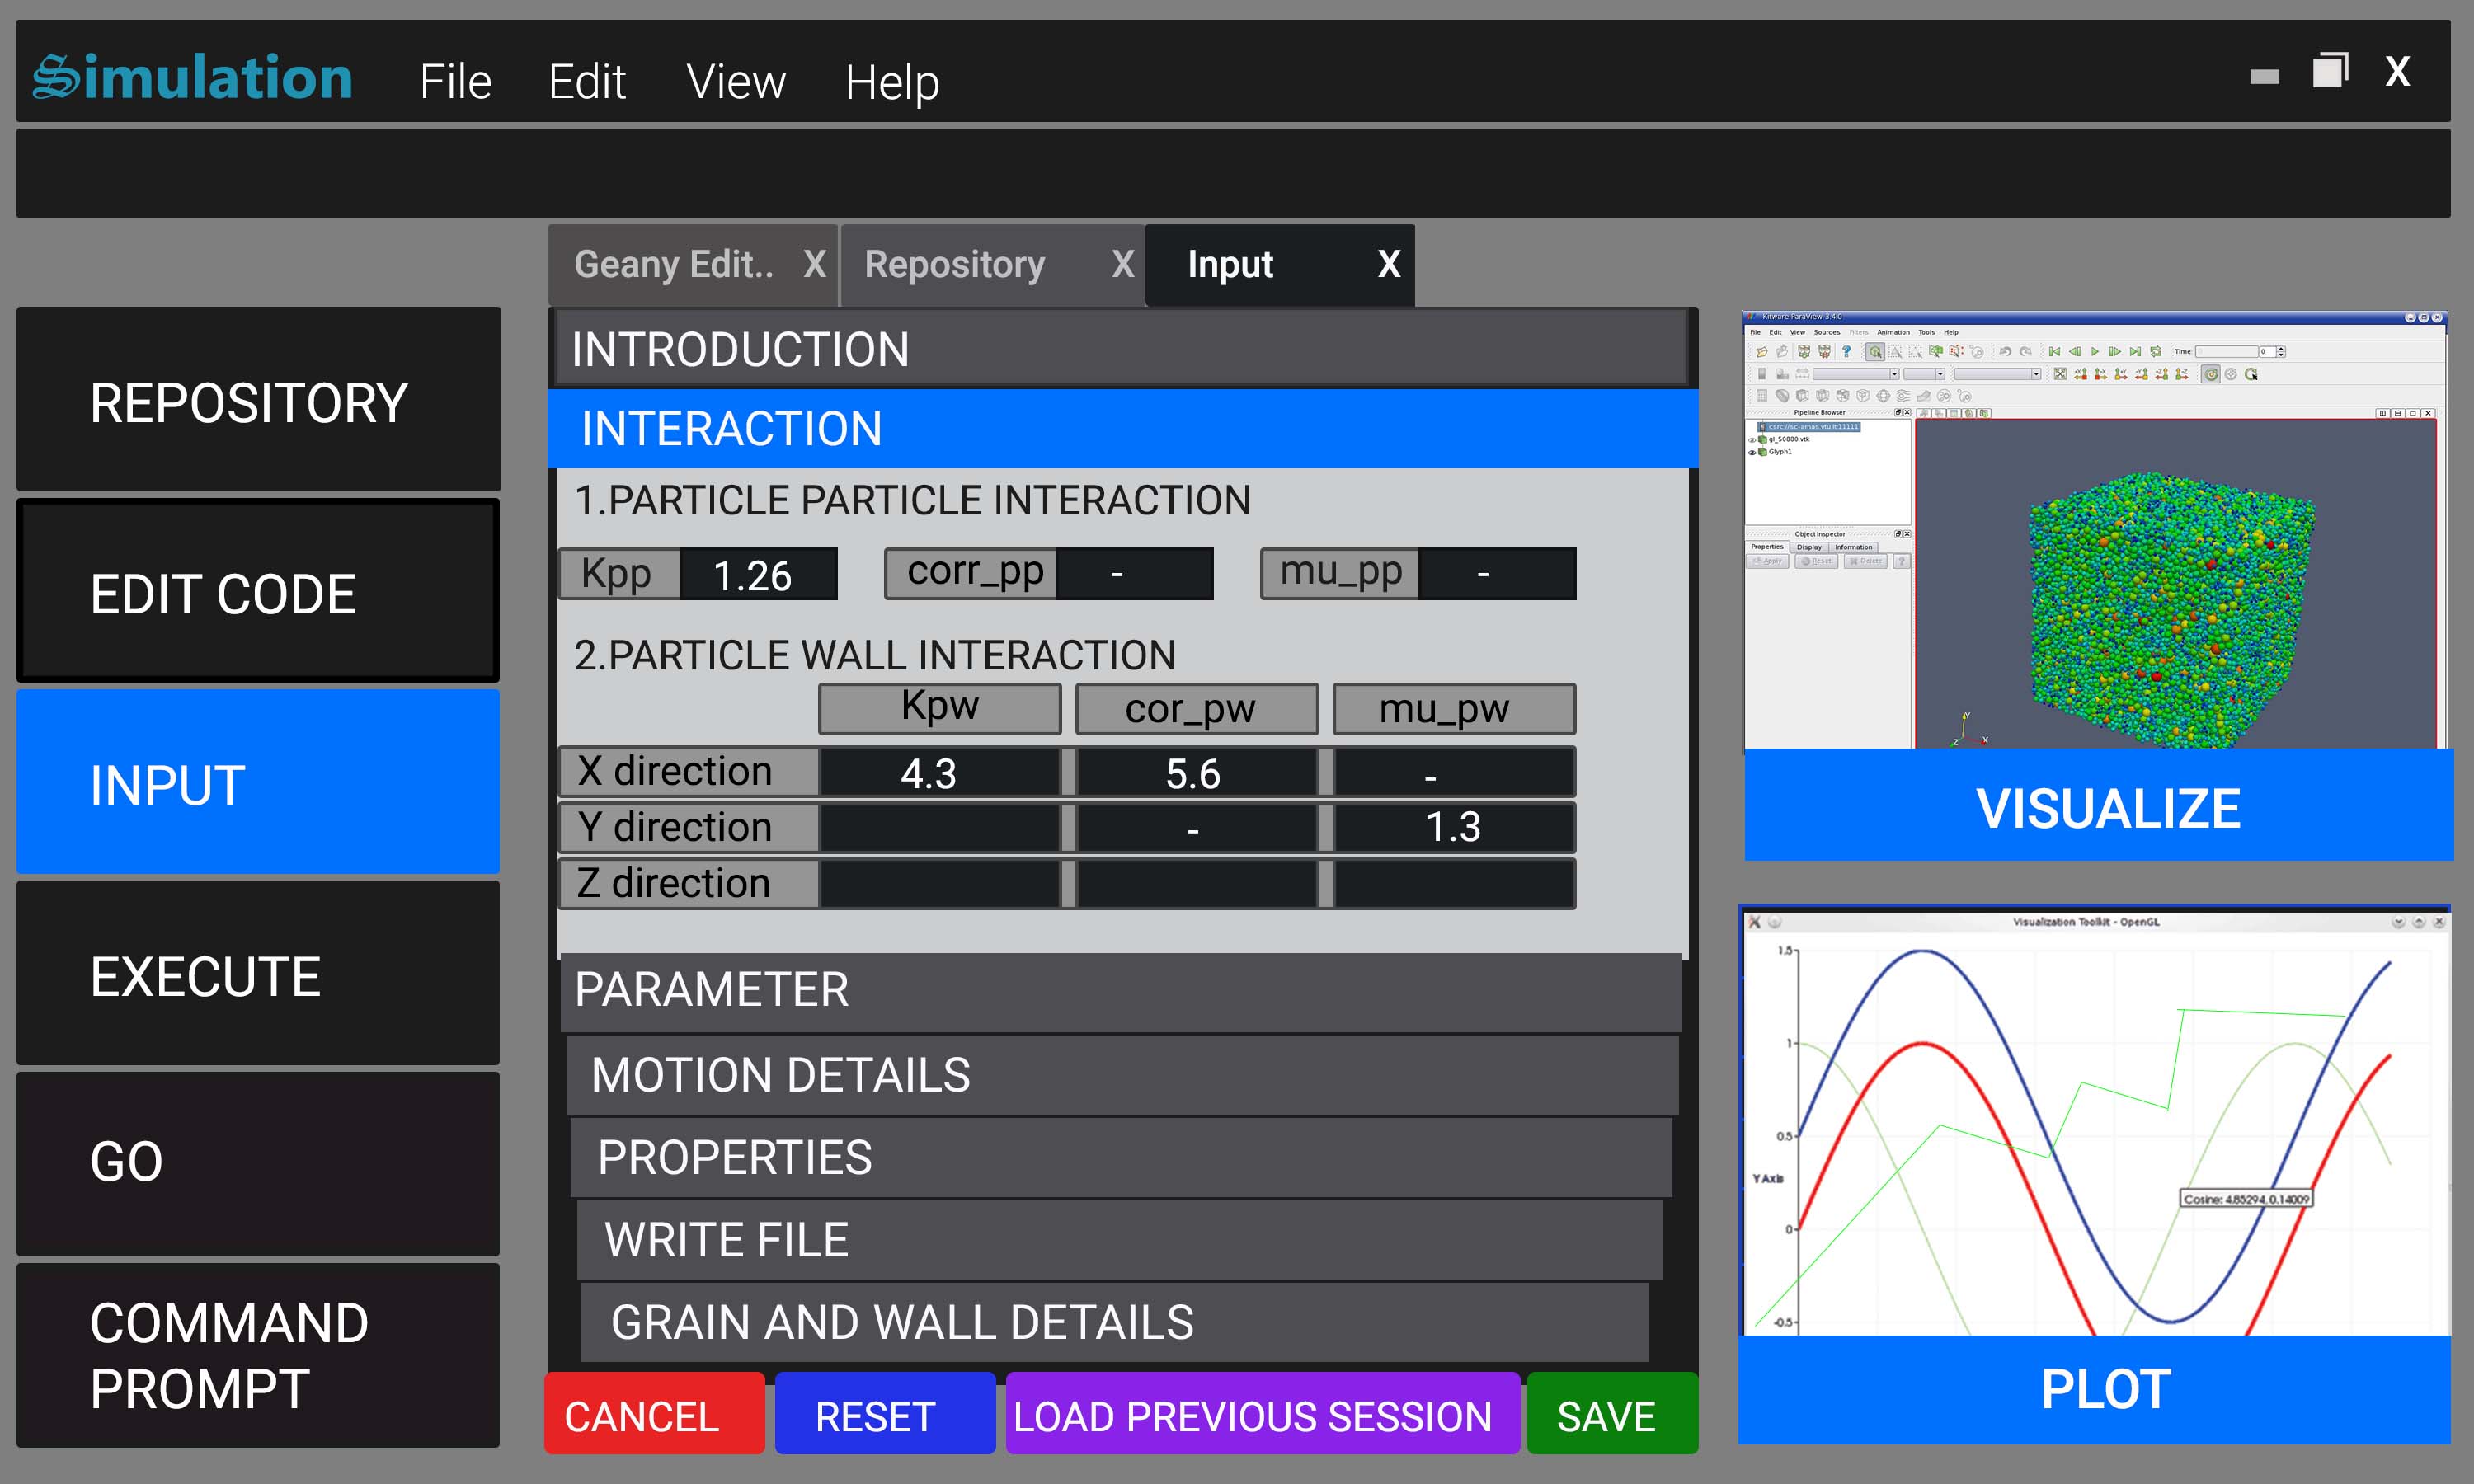 Simulation File Edit View Help X
Geany Edit.. X Repository X Input X
REPOSITORY
EDIT CODE
INPUT
EXECUTE
GO
COMMAND
PROMPT
INTRODUCTION
INTERACTION
1.PARTICLE PARTICLE INTERACTION
Kpp 1.26 corr_pp - mu_pp -
2.PARTICLE WALL INTERACTION
Kpw cor_pw mu_pw
X direction 4.3 5.6 -
Y direction - 1.3
Z direction
PARAMETER
MOTION DETAILS
PROPERTIES
WRITE FILE
GRAIN AND WALL DETAILS
CANCEL RESET LOAD PREVIOUS SESSION SAVE
Kitware ParaView 3.4.0
File Edit View Sources Filters Animation Tools Help
Time: 0
Pipeline Browser
gl_50880.vtk
Glyph1
Object Inspector
Properties Display Information
Apply Reset Delete ?
Y
Z X
VISUALIZE
Visualization Toolkit - OpenGL
1.5
1
0.5
Y Axis
Cosine: 4.85294, 0.14009
0
-0.5
PLOT